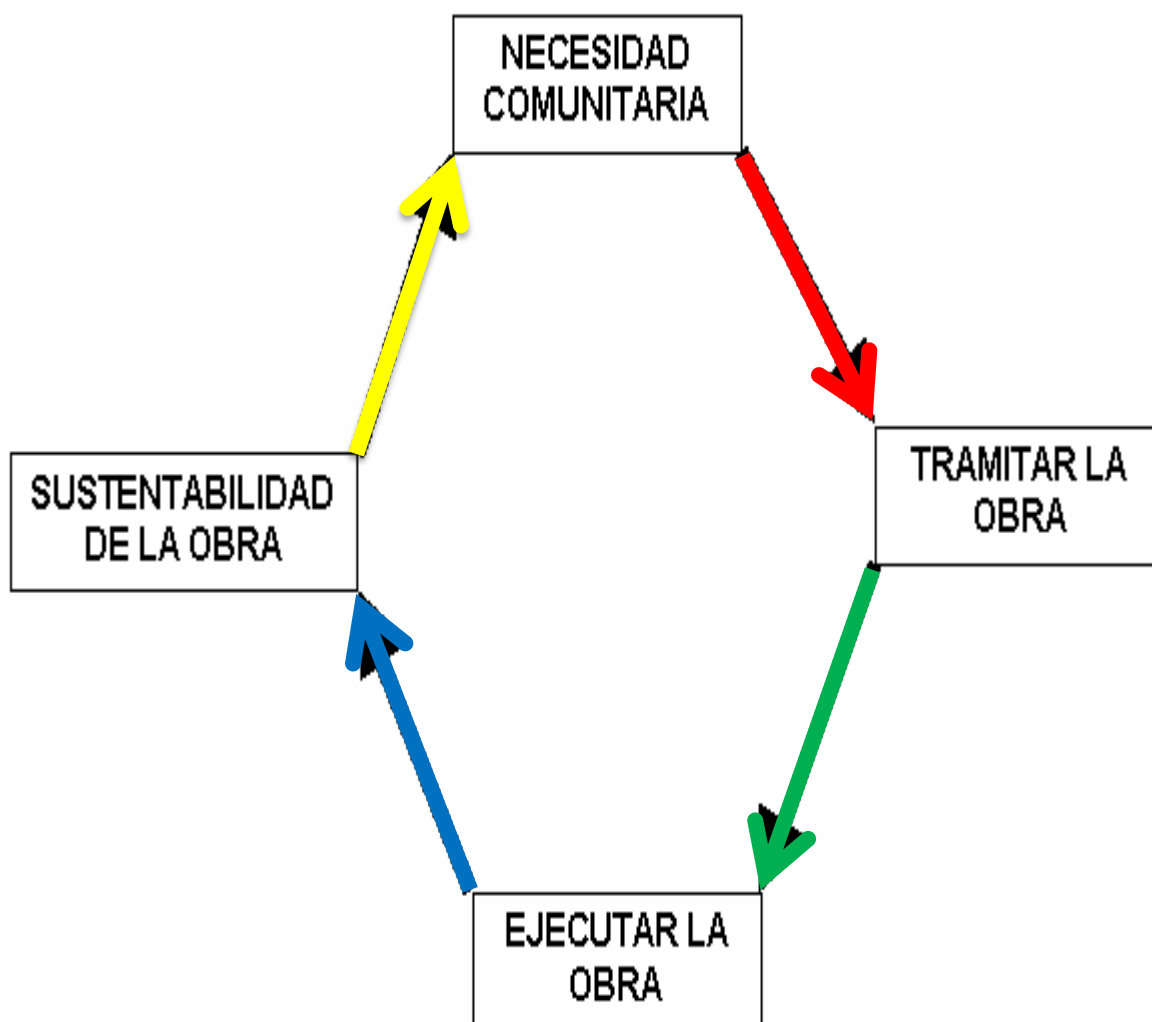 NECESIDAD
COMUNITARIA
TRAMITAR LA
OBRA
SUSTENTABILIDAD
DE LA OBRA
EJECUTAR LA
OBRA